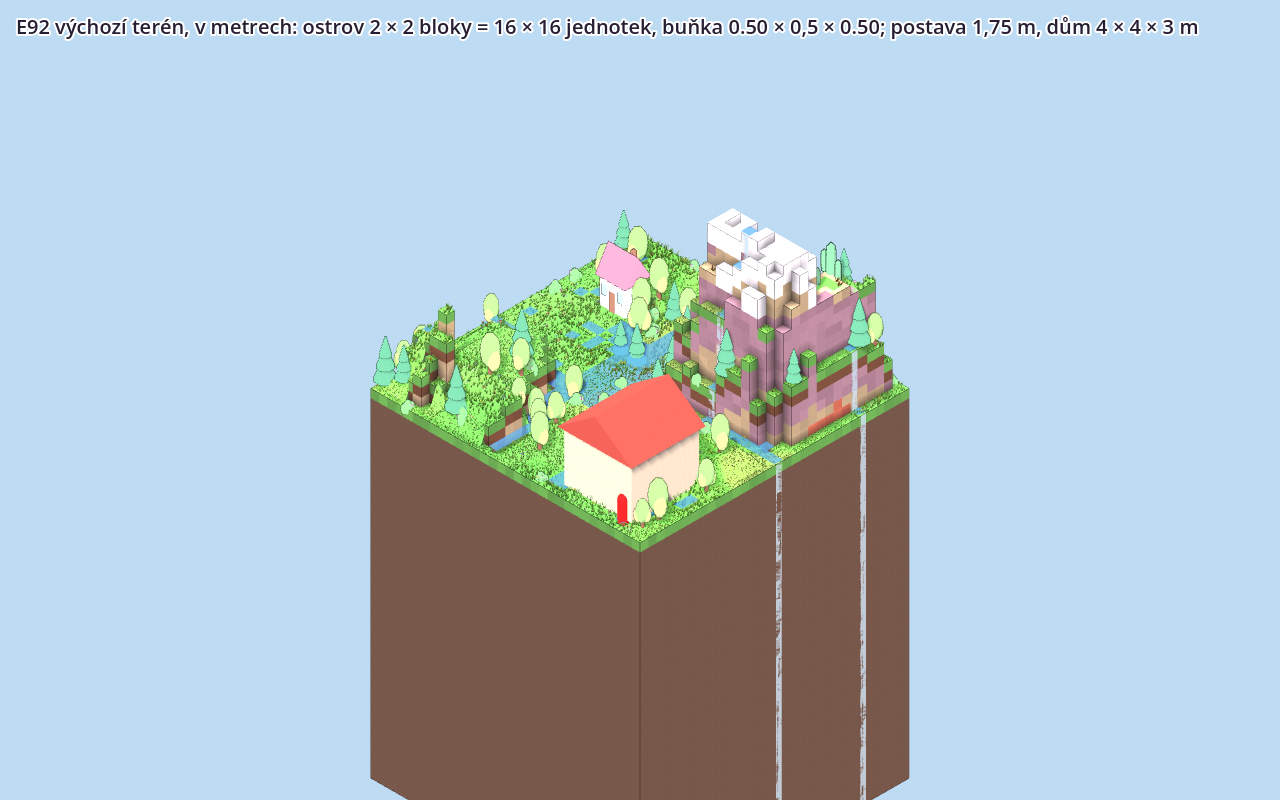 E92 výchozí terén, v metrech: ostrov 2 × 2 bloky = 16 × 16 jednotek, buňka 0.50 × 0,5 × 0.50; postava 1,75 m, dům 4 × 4 × 3 m